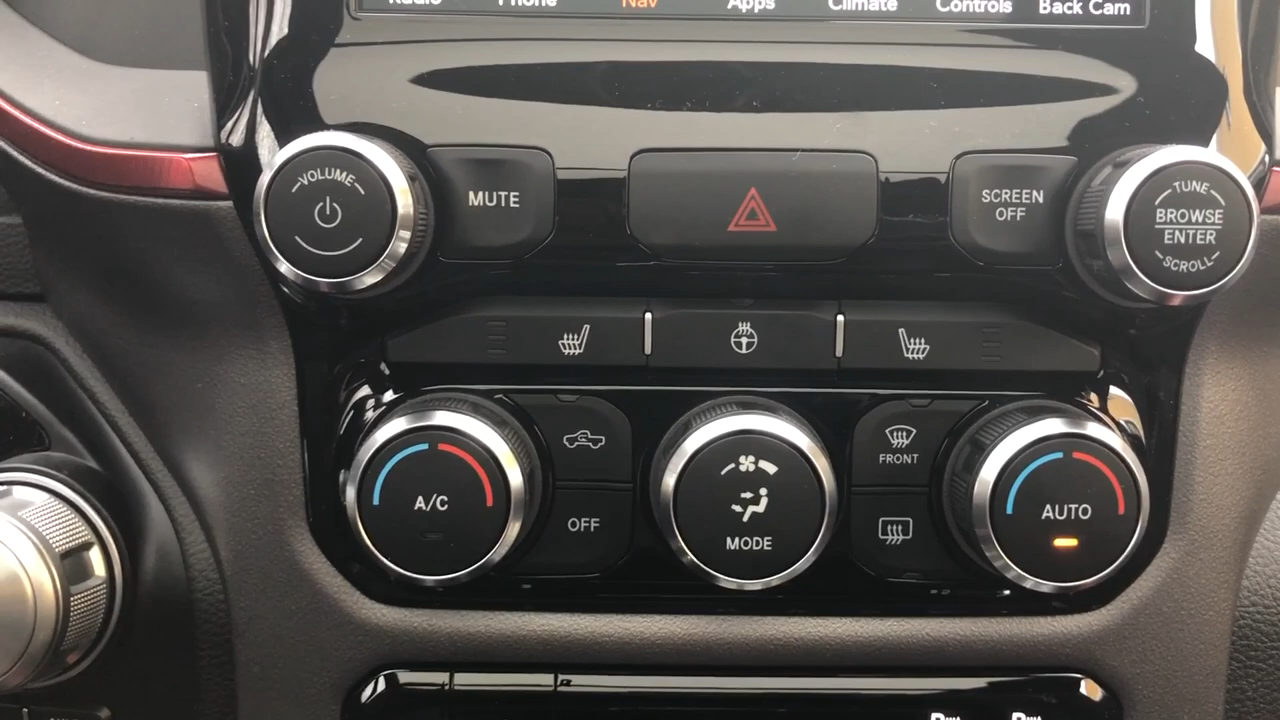 Radio Phone Nav Apps Climate Controls Back Cam
VOLUME
MUTE
SCREEN
OFF
TUNE
BROWSE
ENTER
SCROLL
A/C
OFF
MODE
FRONT
AUTO